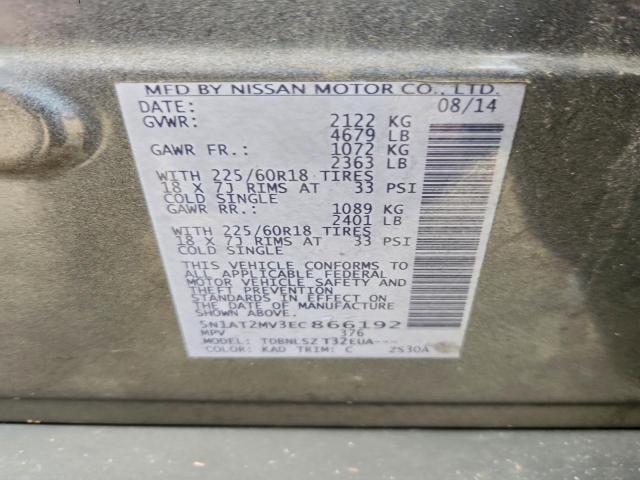 MFD BY NISSAN MOTOR CO., LTD.
DATE: 08/14
GVWR: 2122 KG
4679 LB
GAWR FR.: 1072 KG
2363 LB
WITH 225/60R18 TIRES
18 X 7J RIMS AT 33 PSI
COLD SINGLE
GAWR RR.: 1089 KG
2401 LB
WITH 225/60R18 TIRES
18 X 7J RIMS AT 33 PSI
COLD SINGLE
THIS VEHICLE CONFORMS TO
ALL APPLICABLE FEDERAL
MOTOR VEHICLE SAFETY AND
THEFT PREVENTION
STANDARDS IN EFFECT ON
THE DATE OF MANUFACTURE
SHOWN ABOVE.
5N1AT2MV3EC866192
MPV 376
MODEL: TDBNLSZ T32EUA---
COLOR: KAD TRIM: C 2S30A